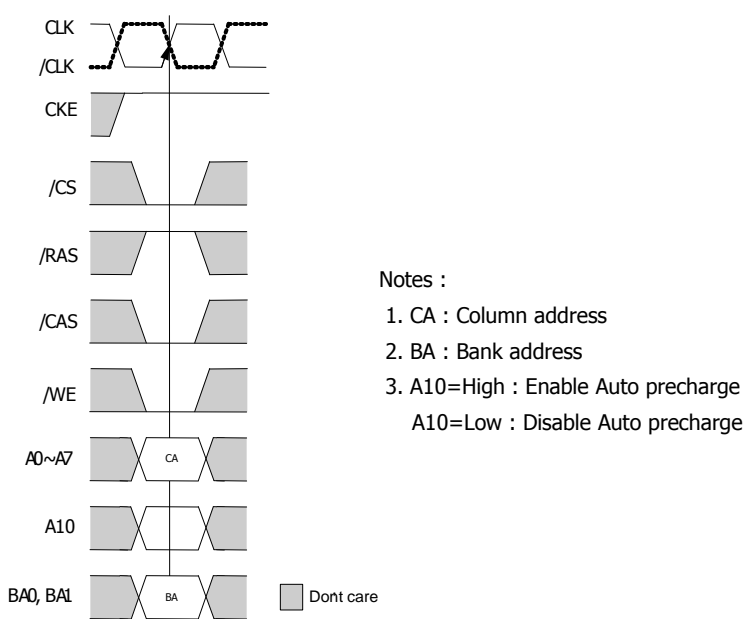 CLK
/CLK
CKE
/CS
/RAS
/CAS
/WE
A0~A7
CA
A10
BA0, BA1
BA
Dont care
Notes :
1. CA : Column address
2. BA : Bank address
3. A10=High : Enable Auto precharge
A10=Low : Disable Auto precharge